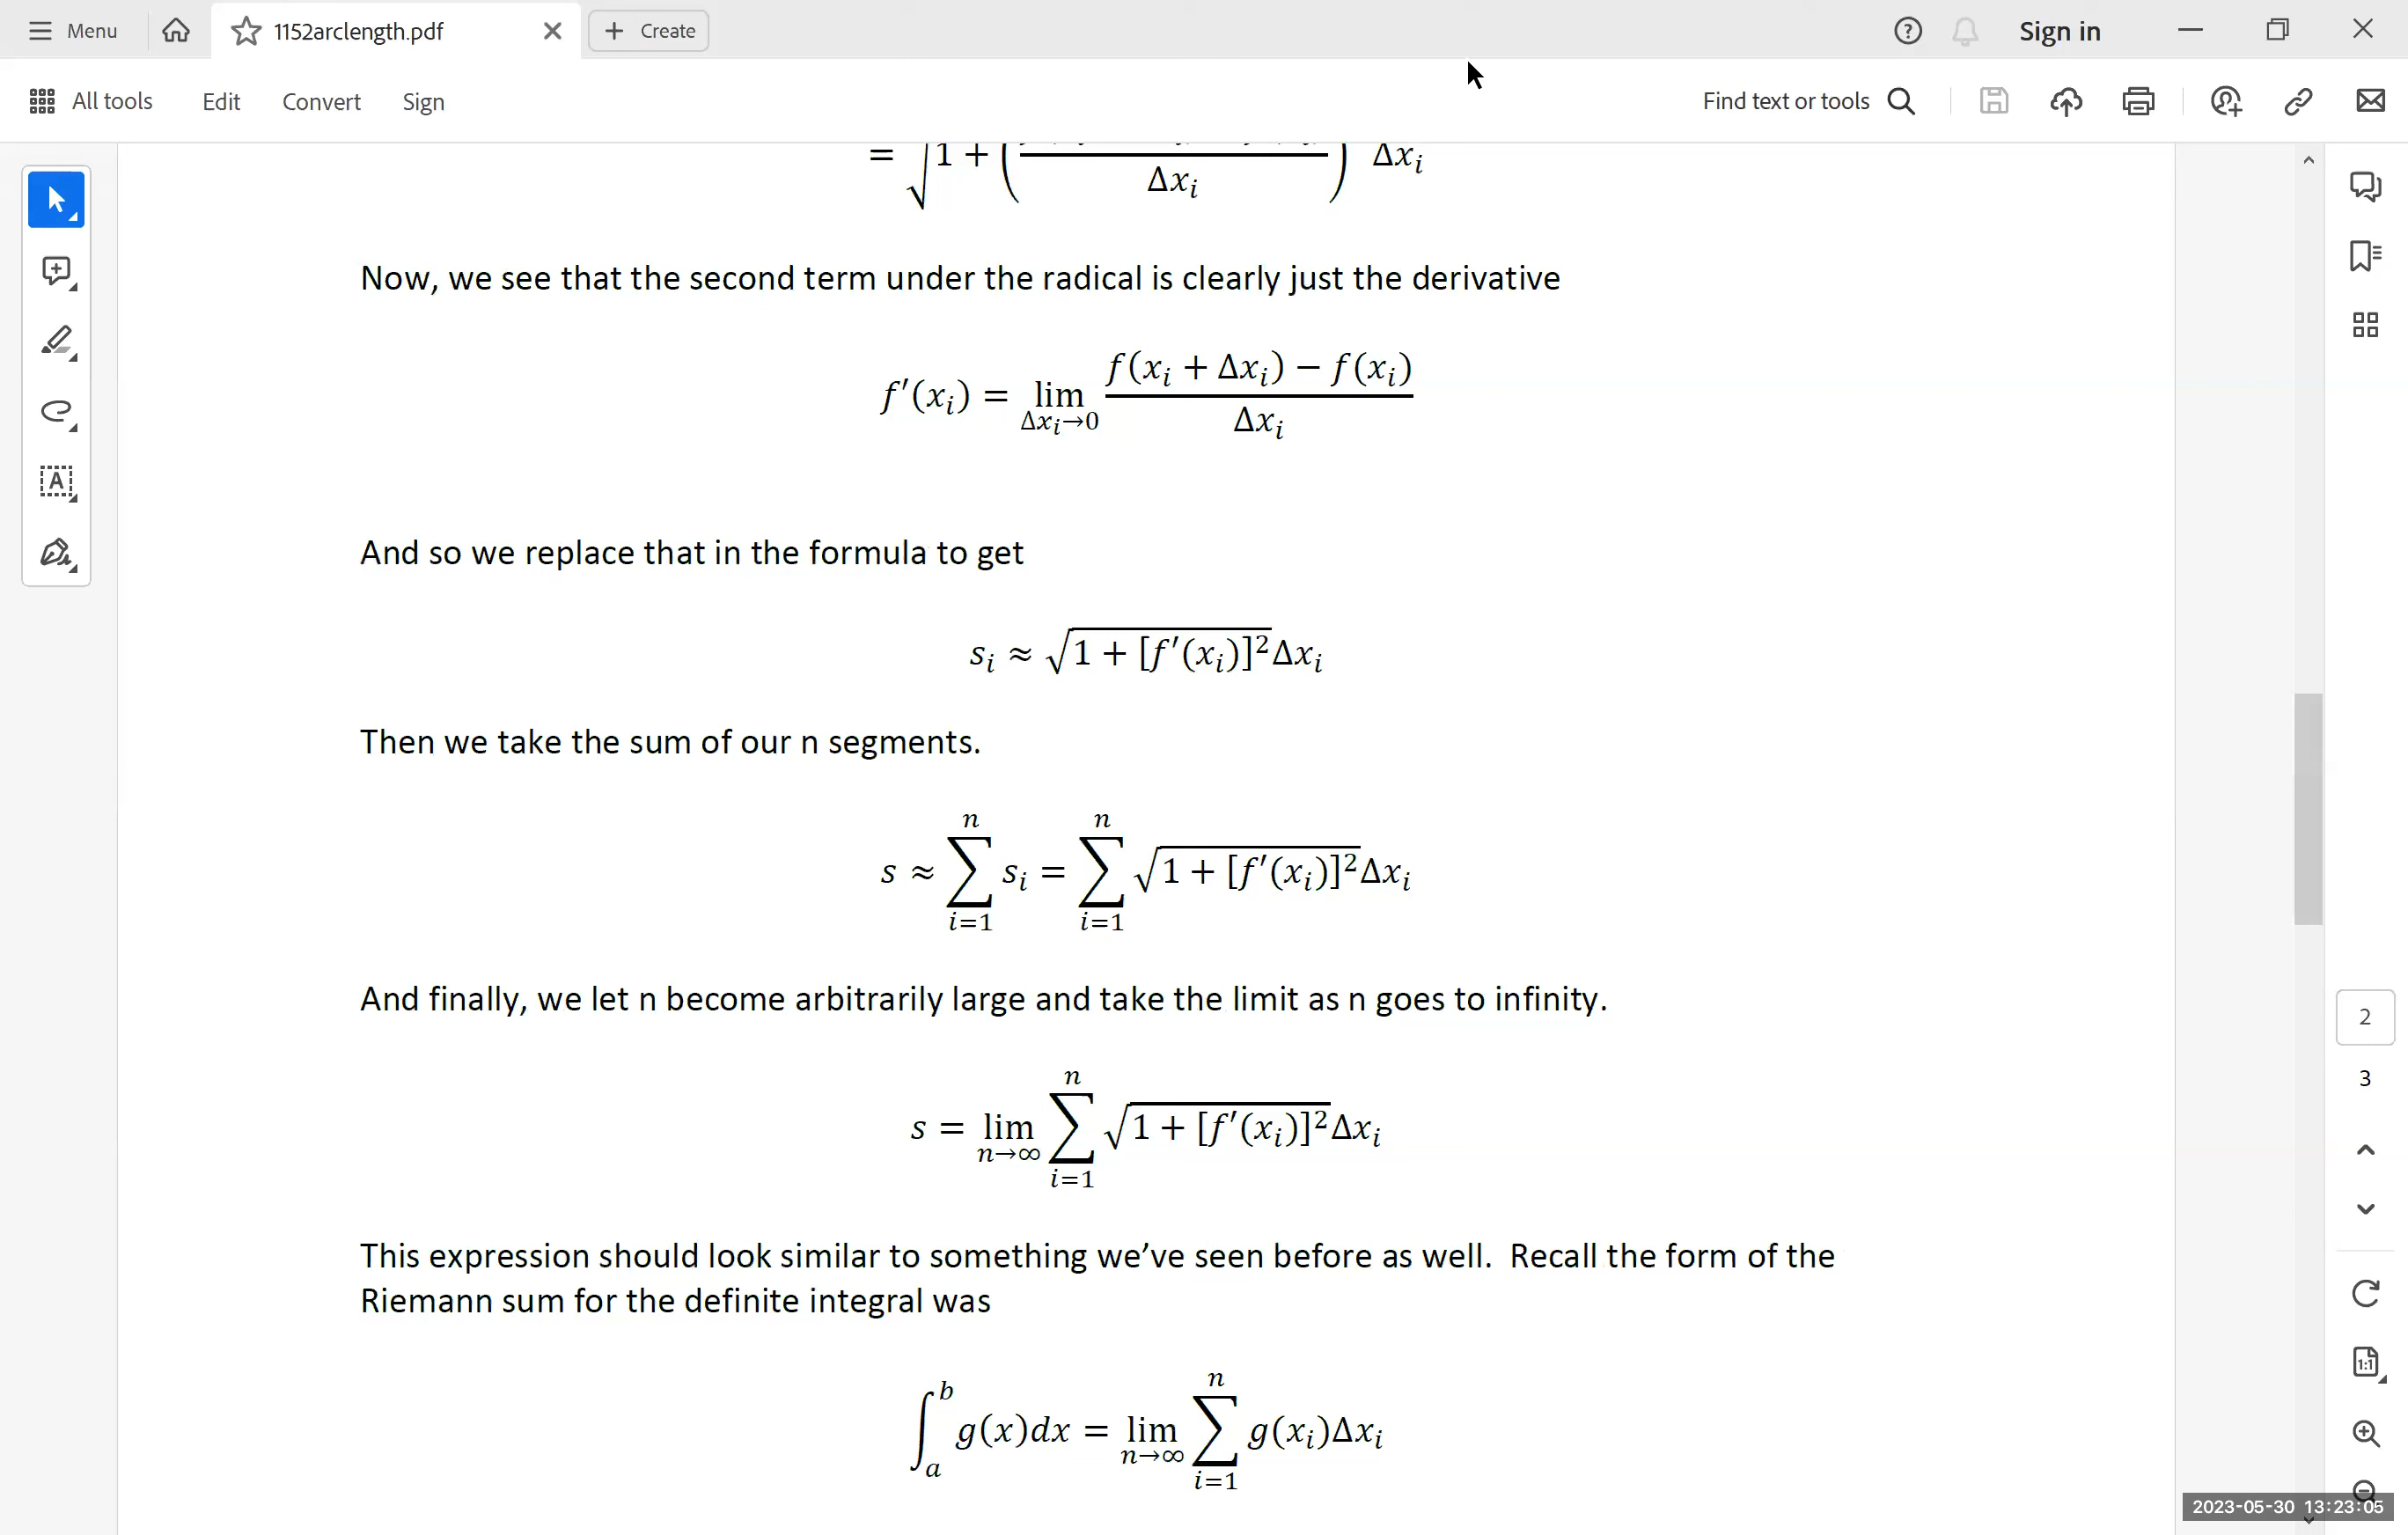 Menu
1152arclength.pdf
Create
Sign in
All tools
Edit
Convert
Sign
Find text or tools
= √1 + ( / Δxᵢ) Δxᵢ
Now, we see that the second term under the radical is clearly just the derivative
f′(xᵢ) = lim Δxᵢ→0 (f(xᵢ + Δxᵢ) − f(xᵢ)) / Δxᵢ
And so we replace that in the formula to get
sᵢ ≈ √(1 + [f′(xᵢ)]²)Δxᵢ
Then we take the sum of our n segments.
s ≈ ∑ᵢ₌₁ⁿ sᵢ = ∑ᵢ₌₁ⁿ √(1 + [f′(xᵢ)]²)Δxᵢ
And finally, we let n become arbitrarily large and take the limit as n goes to infinity.
s = lim n→∞ ∑ᵢ₌₁ⁿ √(1 + [f′(xᵢ)]²)Δxᵢ
This expression should look similar to something we’ve seen before as well. Recall the form of the
Riemann sum for the definite integral was
∫ₐᵇ g(x)dx = lim n→∞ ∑ᵢ₌₁ⁿ g(xᵢ)Δxᵢ
A
2
3
1:1
2023-05-30 13:23:05